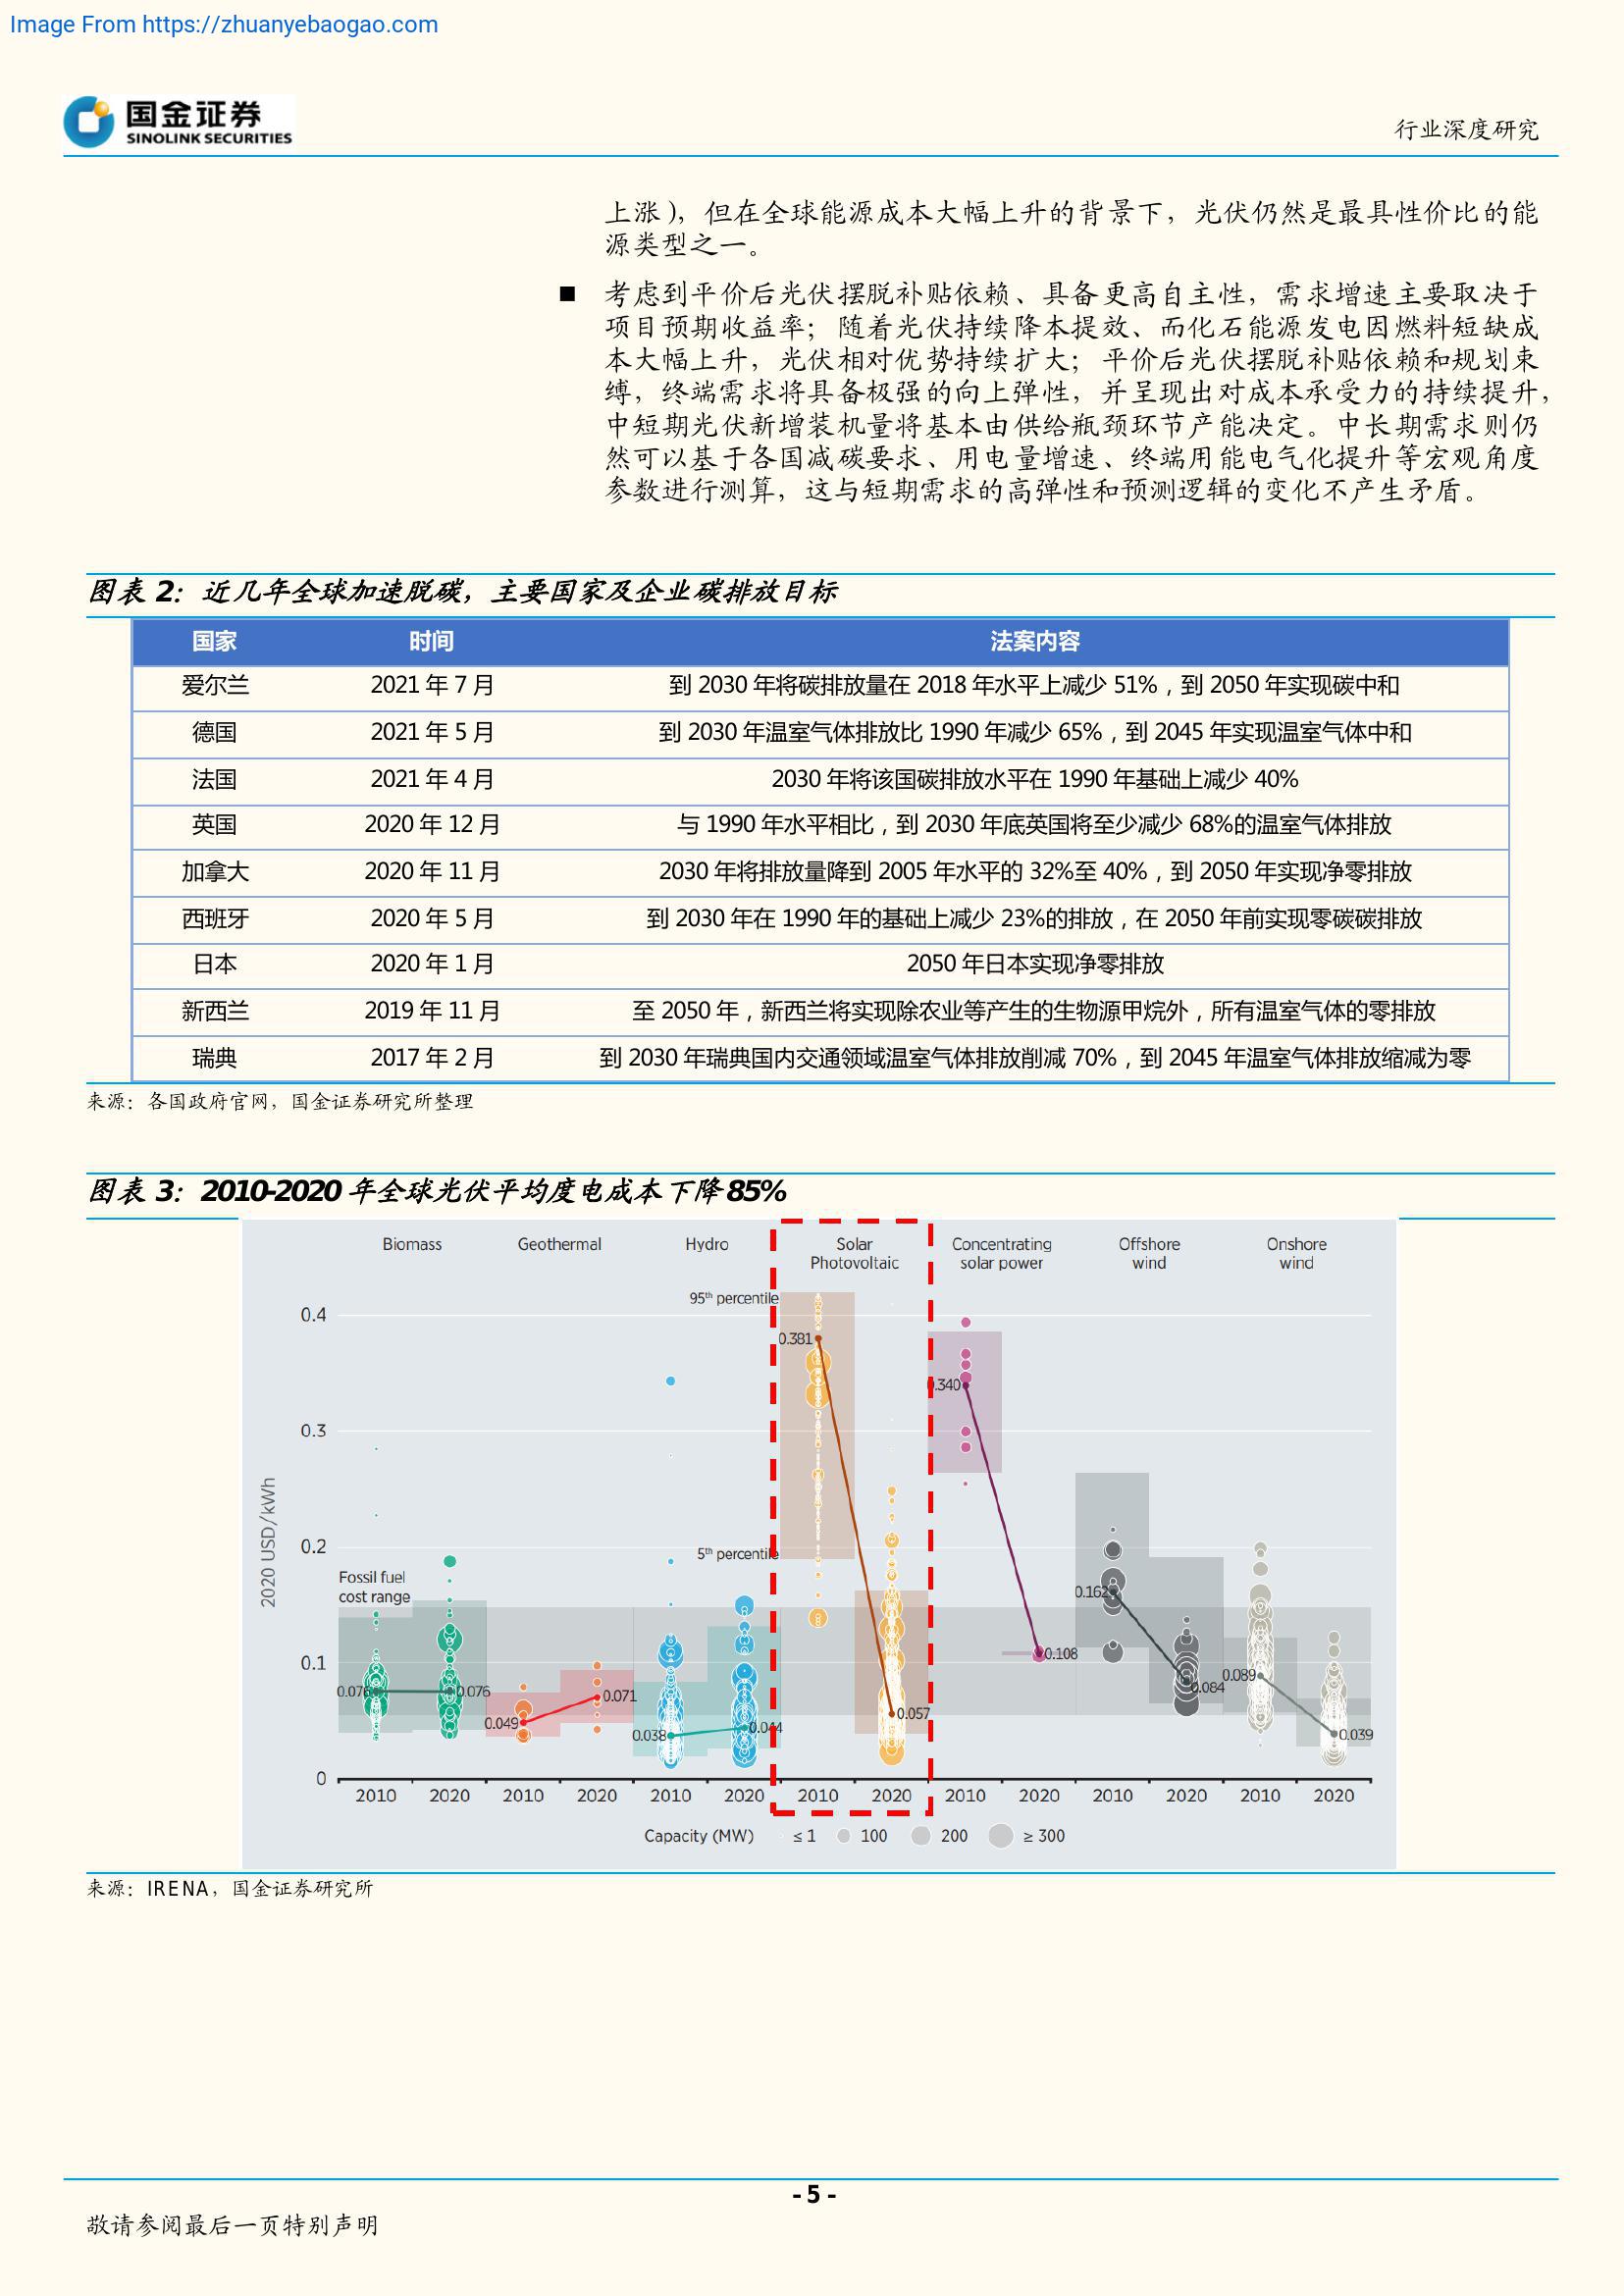 Image From https://zhuanyebaogao.com
国金证券
SINOLINK SECURITIES
行业深度研究
上涨），但在全球能源成本大幅上升的背景下，光伏仍然是最具性价比的能
源类型之一。
■ 考虑到平价后光伏摆脱补贴依赖、具备更高自主性，需求增速主要取决于
项目预期收益率；随着光伏持续降本提效、而化石能源发电因燃料短缺成
本大幅上升，光伏相对优势持续扩大；平价后光伏摆脱补贴依赖和规划束
缚，终端需求将具备极强的向上弹性，并呈现出对成本承受力的持续提升，
中短期光伏新增装机量将基本由供给瓶颈环节产能决定。中长期需求则仍
然可以基于各国减碳要求、用电量增速、终端用能电气化提升等宏观角度
参数进行测算，这与短期需求的高弹性和预测逻辑的变化不产生矛盾。
图表 2：近几年全球加速脱碳，主要国家及企业碳排放目标
国家 时间 法案内容
爱尔兰 2021 年 7 月 到 2030 年将碳排放量在 2018 年水平上减少 51%，到 2050 年实现碳中和
德国 2021 年 5 月 到 2030 年温室气体排放比 1990 年减少 65%，到 2045 年实现温室气体中和
法国 2021 年 4 月 2030 年将该国碳排放水平在 1990 年基础上减少 40%
英国 2020 年 12 月 与 1990 年水平相比，到 2030 年底英国将至少减少 68%的温室气体排放
加拿大 2020 年 11 月 2030 年将排放量降到 2005 年水平的 32%至 40%，到 2050 年实现净零排放
西班牙 2020 年 5 月 到 2030 年在 1990 年的基础上减少 23%的排放，在 2050 年前实现零碳碳排放
日本 2020 年 1 月 2050 年日本实现净零排放
新西兰 2019 年 11 月 至 2050 年，新西兰将实现除农业等产生的生物源甲烷外，所有温室气体的零排放
瑞典 2017 年 2 月 到 2030 年瑞典国内交通领域温室气体排放削减 70%，到 2045 年温室气体排放缩减为零
来源：各国政府官网，国金证券研究所整理
图表 3：2010-2020 年全球光伏平均度电成本下降 85%
Biomass Geothermal Hydro Solar Photovoltaic Concentrating solar power Offshore wind Onshore wind
95th percentile
0.4
0.381
0.340
0.3
2020 USD/kWh
0.2
5th percentile
Fossil fuel
cost range
0.162
0.108
0.1
0.076 0.076 0.049 0.071 0.038 0.044 0.057 0.084 0.089 0.039
0
2010 2020 2010 2020 2010 2020 2010 2020 2010 2020 2010 2020 2010 2020
Capacity (MW) ≤ 1 100 200 ≥ 300
来源：IRENA，国金证券研究所
- 5 -
敬请参阅最后一页特别声明